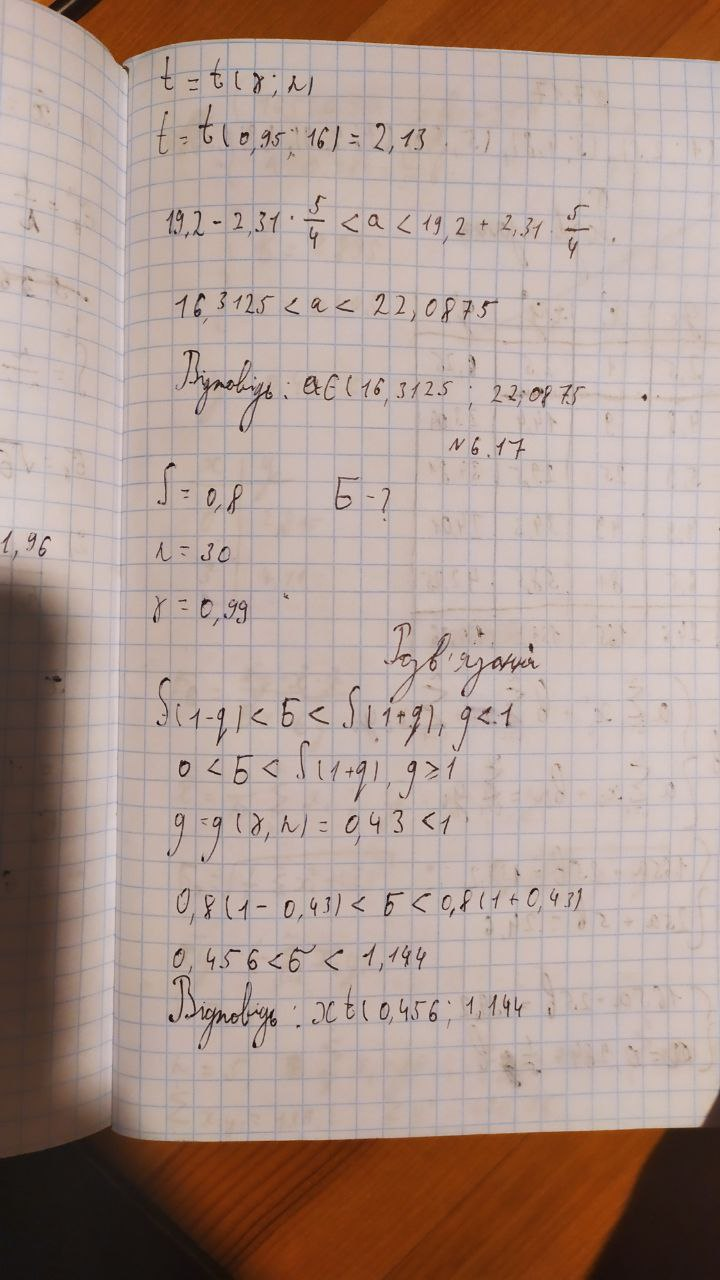 t = t(γ; n)
t = t(0,95; 16) = 2,13
19,2 - 2,31 · 5/4 < a < 19,2 + 2,31 · 5/4
16,3125 < a < 22,0875
Відповідь: a∈(16,3125 ; 22,0875
№6.17
S = 0,8 Б - ?
1,96
n = 30
γ = 0,99
Розв'язання
S(1-q) < Б < S(1+q), q < 1
0 < Б < S(1+q), q ≥ 1
q = q(γ, n) = 0,43 < 1
0,8(1 - 0,43) < Б < 0,8(1 + 0,43)
0,456 < Б < 1,144
Відповідь: x t(0,456 ; 1,144